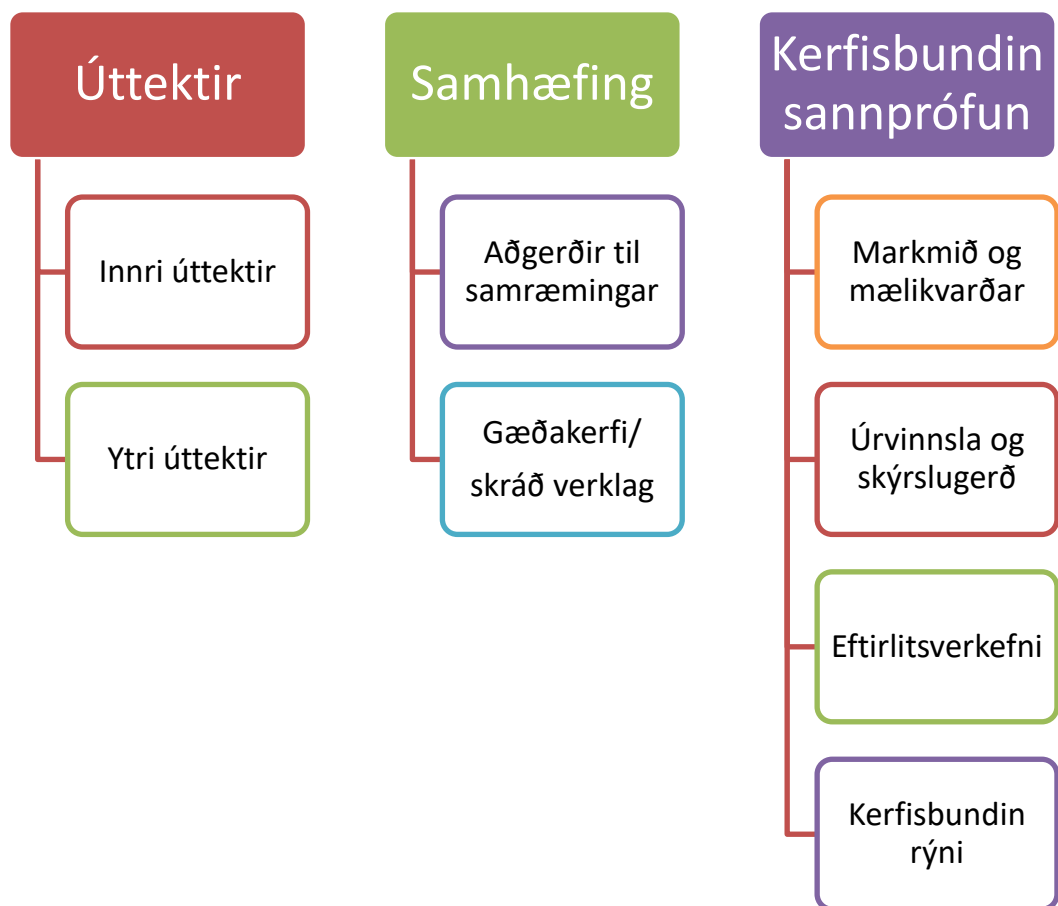 Úttektir
Innri úttektir
Ytri úttektir
Samhæfing
Aðgerðir til
samræmingar
Gæðakerfi/
skráð verklag
Kerfisbundin
sannprófun
Markmið og
mælikvarðar
Úrvinnsla og
skýrslugerð
Eftirlitsverkefni
Kerfisbundin
rýni